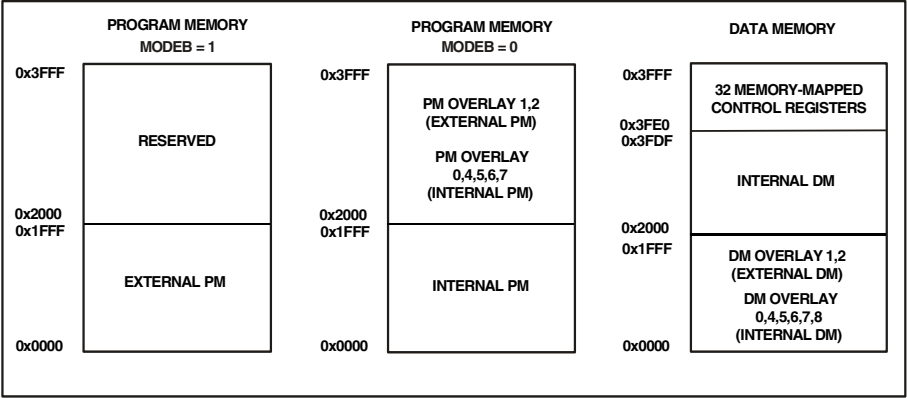 PROGRAM MEMORY
MODEB = 1
0x3FFF
RESERVED
0x2000
0x1FFF
EXTERNAL PM
0x0000
PROGRAM MEMORY
MODEB = 0
0x3FFF
PM OVERLAY 1,2
(EXTERNAL PM)
PM OVERLAY
0,4,5,6,7
(INTERNAL PM)
0x2000
0x1FFF
INTERNAL PM
0x0000
DATA MEMORY
0x3FFF
32 MEMORY-MAPPED
CONTROL REGISTERS
0x3FE0
0x3FDF
INTERNAL DM
0x2000
0x1FFF
DM OVERLAY 1,2
(EXTERNAL DM)
DM OVERLAY
0,4,5,6,7,8
(INTERNAL DM)
0x0000